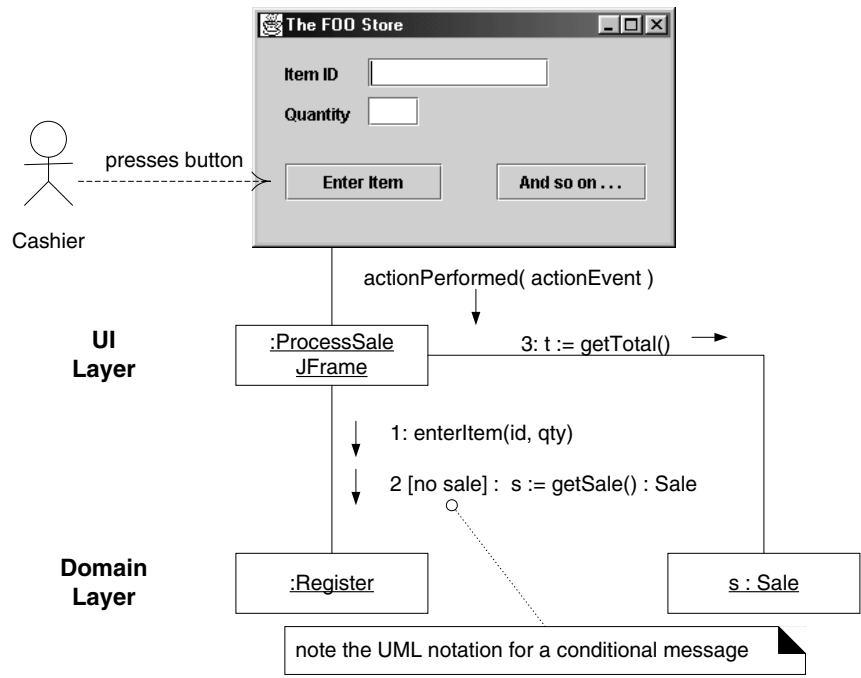 The FOO Store
Item ID
Quantity
presses button
Enter Item
And so on . . .
Cashier
actionPerformed( actionEvent )
UI
Layer
:ProcessSale
JFrame
3: t := getTotal()
1: enterItem(id, qty)
2 [no sale] : s := getSale() : Sale
Domain
Layer
:Register
s : Sale
note the UML notation for a conditional message